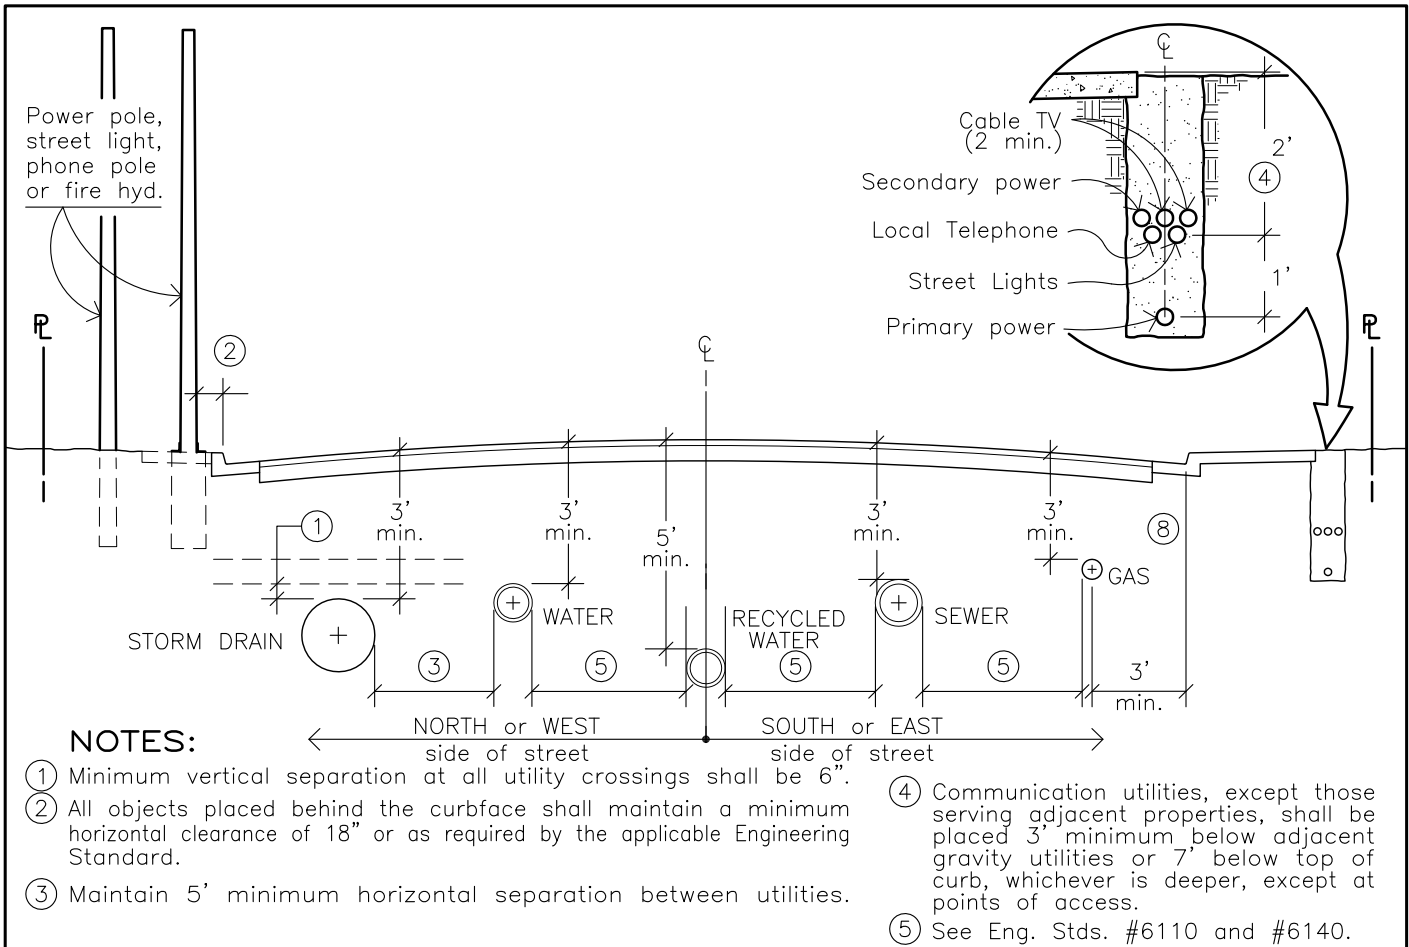 Power pole,
street light,
phone pole
or fire hyd.
℄
Cable TV
(2 min.)
Secondary power
Local Telephone
Street Lights
Primary power
2'
4
1'
PL
2
℄
PL
1
3'
min.
3'
min.
5'
min.
3'
min.
3'
min.
8
GAS
STORM DRAIN
WATER
RECYCLED
WATER
SEWER
3
5
5
5
3'
min.
NORTH or WEST
side of street
SOUTH or EAST
side of street
NOTES:
1 Minimum vertical separation at all utility crossings shall be 6”.
2 All objects placed behind the curbface shall maintain a minimum
horizontal clearance of 18” or as required by the applicable Engineering
Standard.
3 Maintain 5' minimum horizontal separation between utilities.
4 Communication utilities, except those
serving adjacent properties, shall be
placed 3' minimum below adjacent
gravity utilities or 7' below top of
curb, whichever is deeper, except at
points of access.
5 See Eng. Stds. #6110 and #6140.